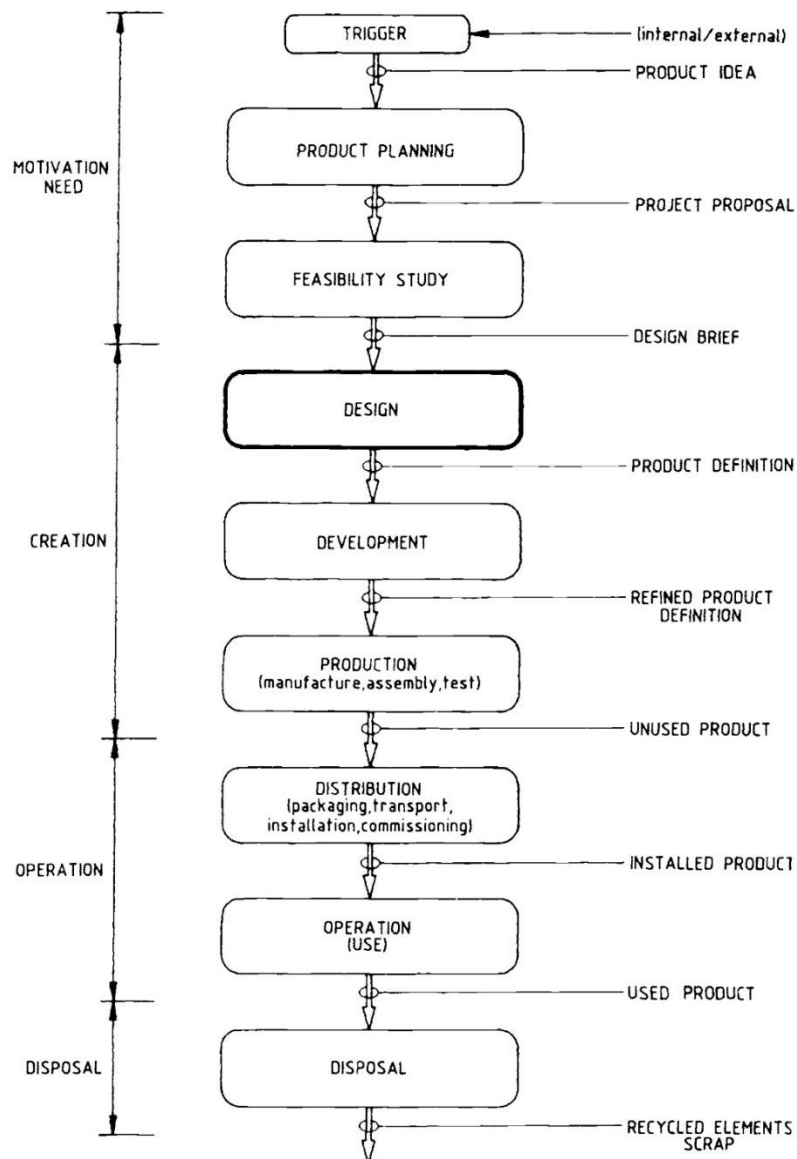 TRIGGER
(internal/external)
PRODUCT IDEA
PRODUCT PLANNING
MOTIVATION
NEED
PROJECT PROPOSAL
FEASIBILITY STUDY
DESIGN BRIEF
DESIGN
PRODUCT DEFINITION
CREATION
DEVELOPMENT
REFINED PRODUCT
DEFINITION
PRODUCTION
(manufacture,assembly,test)
UNUSED PRODUCT
DISTRIBUTION
(packaging,transport,
installation,commissioning)
OPERATION
INSTALLED PRODUCT
OPERATION
(USE)
USED PRODUCT
DISPOSAL
DISPOSAL
RECYCLED ELEMENTS
SCRAP